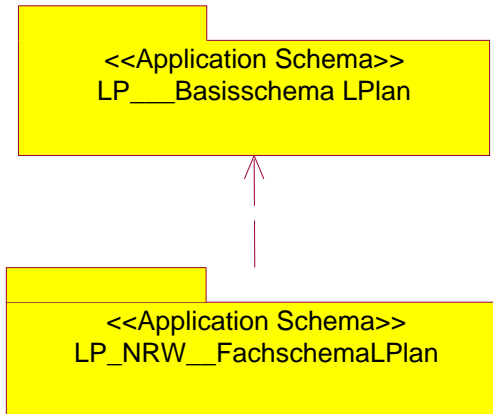 <<Application Schema>>
LP___Basisschema LPlan
<<Application Schema>>
LP_NRW__FachschemaLPlan